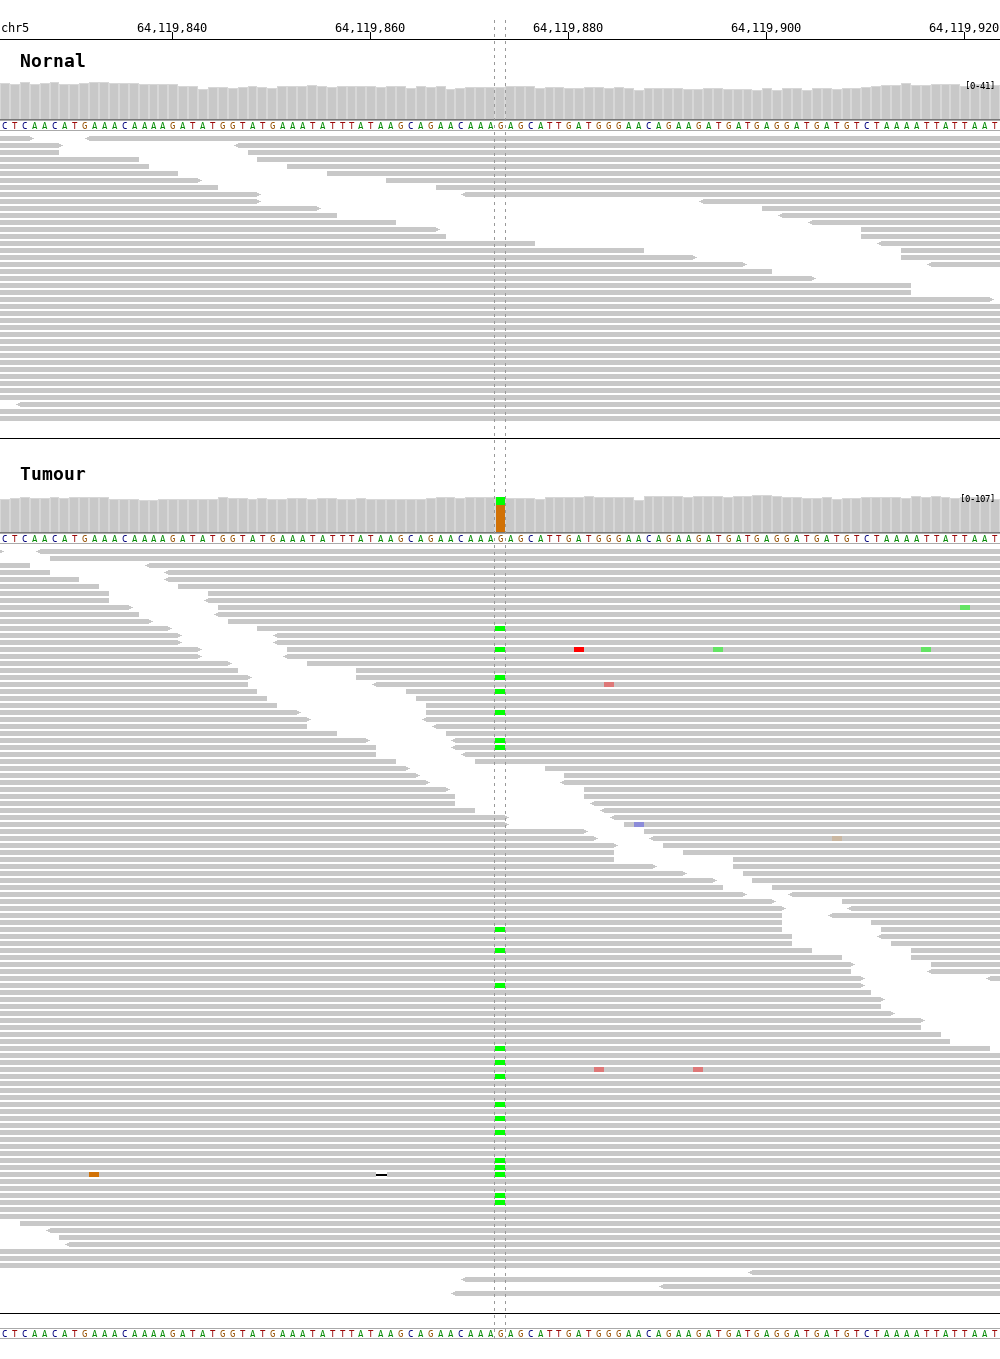 chr5 64,119,840 64,119,860 64,119,880 64,119,900 64,119,920
Nornal
[0-41]
CTCAACATGAAACAAAAGATATGGTATGAAATATTTATAAGCAGAACAAAGAGCATTGATGGGAACAGAAGATGATGAGGATGATGTCTAAAATTATTAAT
Tumour
[0-107]
CTCAACATGAAACAAAAGATATGGTATGAAATATTTATAAGCAGAACAAAGAGCATTGATGGGAACAGAAGATGATGAGGATGATGTCTAAAATTATTAAT
CTCAACATGAAACAAAAGATATGGTATGAAATATTTATAAGCAGAACAAAGAGCATTGATGGGAACAGAAGATGATGAGGATGATGTCTAAAATTATTAAT